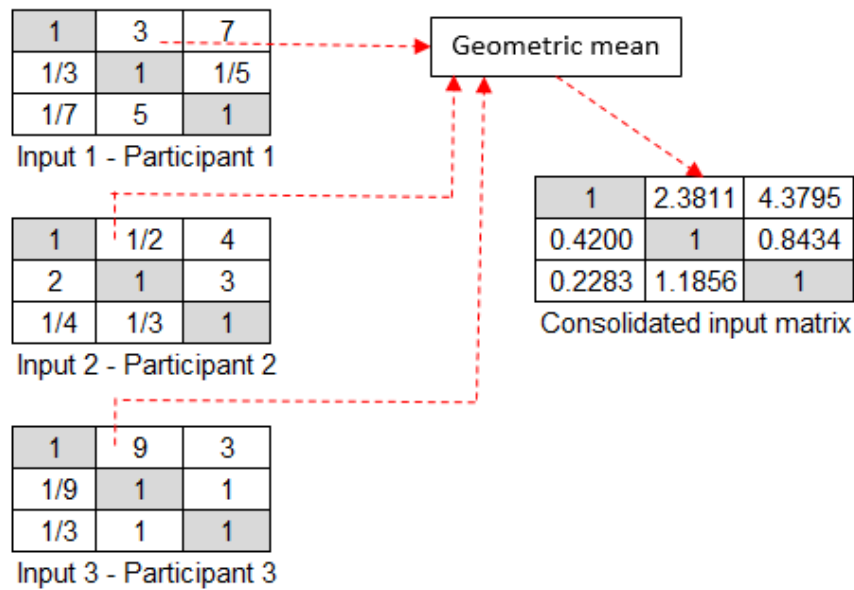 1 3 7
1/3 1 1/5
1/7 5 1
Input 1 - Participant 1
Geometric mean
1 1/2 4
2 1 3
1/4 1/3 1
Input 2 - Participant 2
1 2.3811 4.3795
0.4200 1 0.8434
0.2283 1.1856 1
Consolidated input matrix
1 9 3
1/9 1 1
1/3 1 1
Input 3 - Participant 3